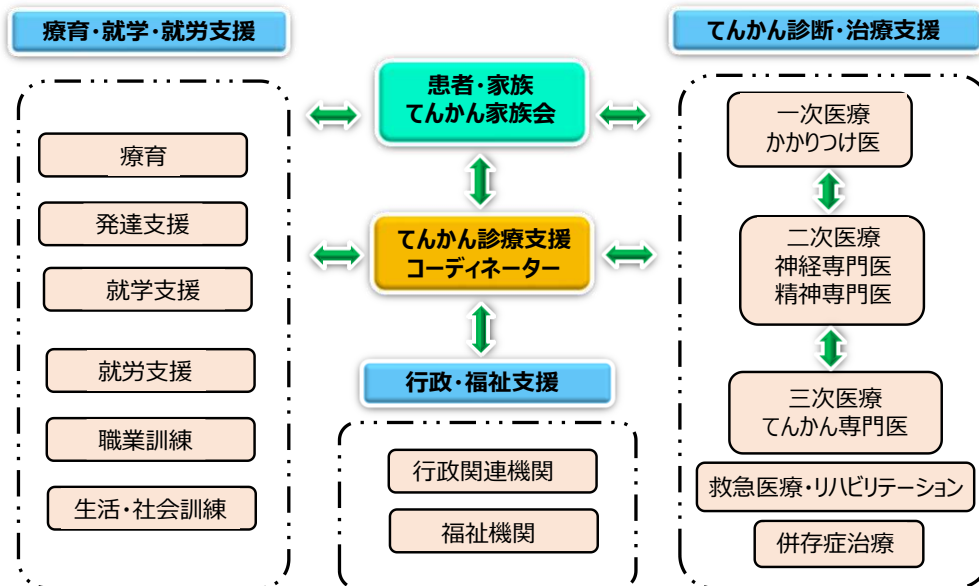 療育・就学・就労支援
療育
発達支援
就学支援
就労支援
職業訓練
生活・社会訓練
患者・家族
てんかん家族会
てんかん診療支援
コーディネーター
行政・福祉支援
行政関連機関
福祉機関
てんかん診断・治療支援
一次医療
かかりつけ医
二次医療
神経専門医
精神専門医
三次医療
てんかん専門医
救急医療・リハビリテーション
併存症治療